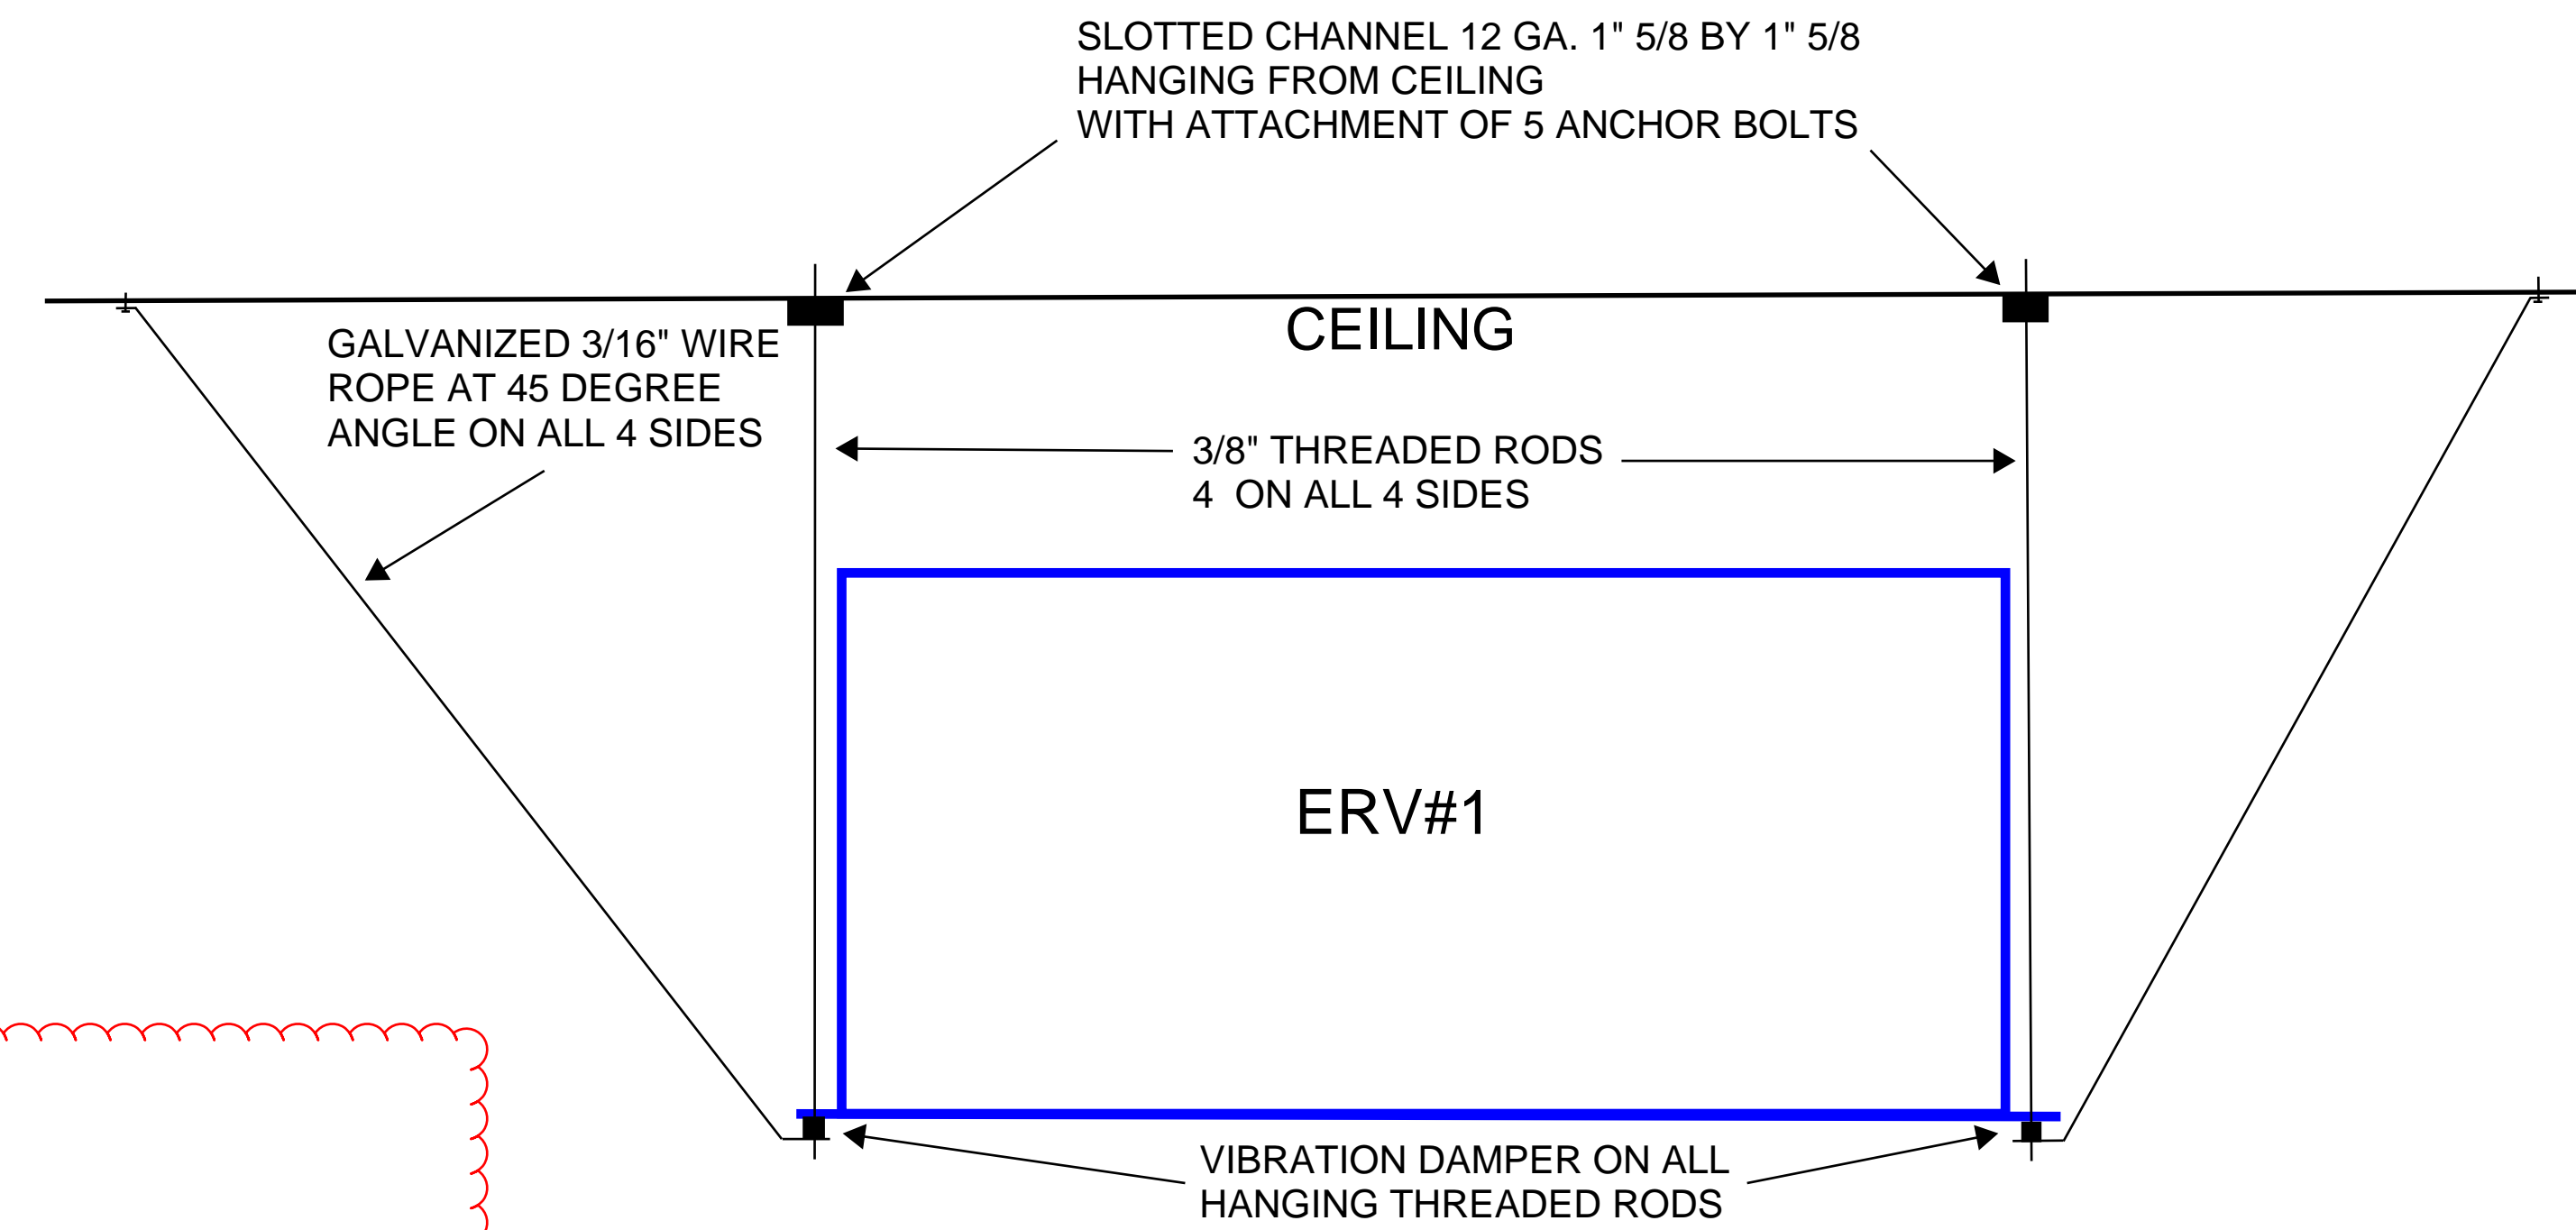 SLOTTED CHANNEL 12 GA. 1" 5/8 BY 1" 5/8
HANGING FROM CEILING
WITH ATTACHMENT OF 5 ANCHOR BOLTS
CEILING
GALVANIZED 3/16" WIRE
ROPE AT 45 DEGREE
ANGLE ON ALL 4 SIDES
3/8" THREADED RODS
4 ON ALL 4 SIDES
ERV#1
VIBRATION DAMPER ON ALL
HANGING THREADED RODS